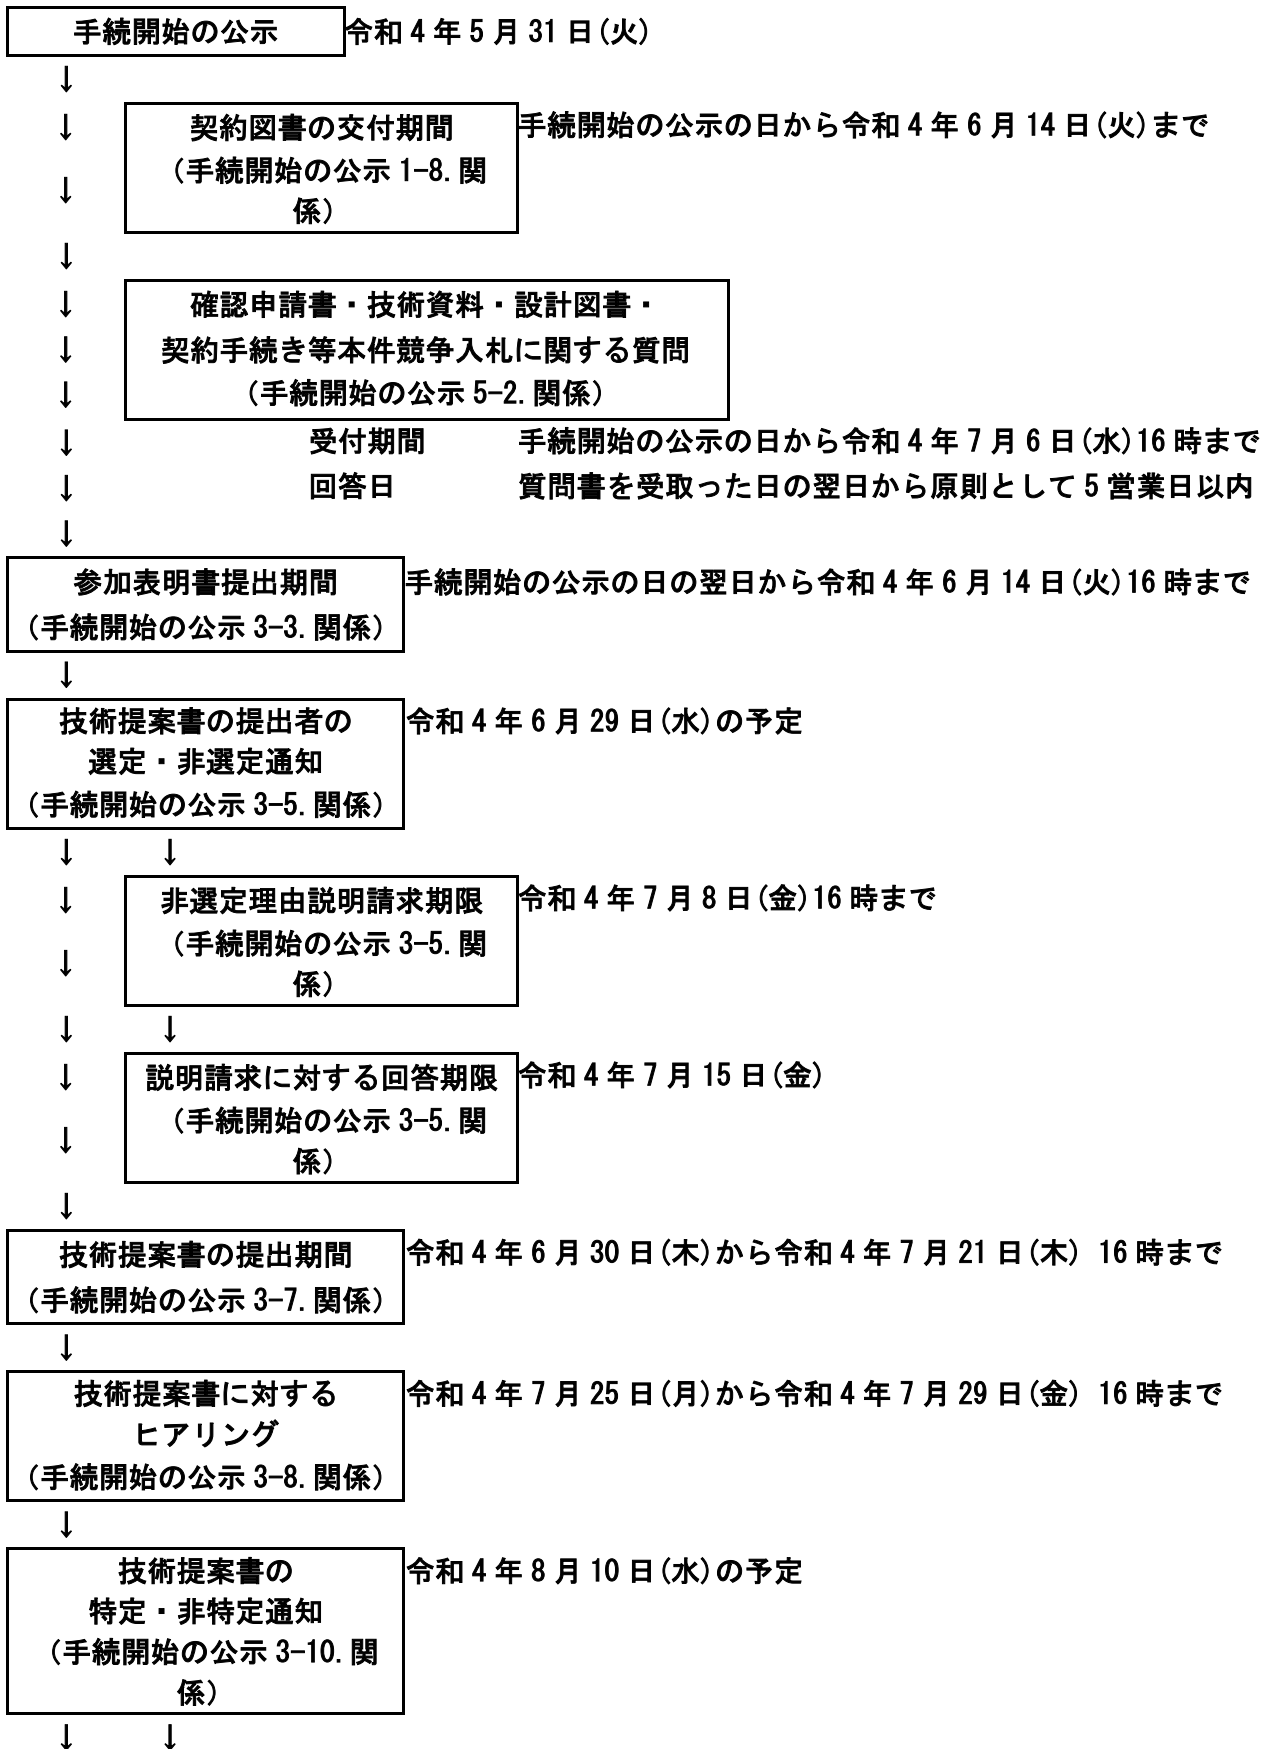 手続開始の公示 令和4年5月31日(火)
↓
↓ 契約図書の交付期間 手続開始の公示の日から令和4年6月14日(火)まで
(手続開始の公示1-8.関
↓
係)
↓
↓ 確認申請書・技術資料・設計図書・
↓ 契約手続き等本件競争入札に関する質問
↓ (手続開始の公示5-2.関係)
↓ 受付期間 手続開始の公示の日から令和4年7月6日(水)16時まで
↓ 回答日 質問書を受取った日の翌日から原則として5営業日以内
↓
参加表明書提出期間 手続開始の公示の日の翌日から令和4年6月14日(火)16時まで
(手続開始の公示3-3.関係)
↓
技術提案書の提出者の 令和4年6月29日(水)の予定
選定・非選定通知
(手続開始の公示3-5.関係)
↓ ↓
↓ 非選定理由説明請求期限 令和4年7月8日(金)16時まで
(手続開始の公示3-5.関
↓
係)
↓ ↓
↓ 説明請求に対する回答期限 令和4年7月15日(金)
(手続開始の公示3-5.関
↓
係)
↓
技術提案書の提出期間 令和4年6月30日(木)から令和4年7月21日(木) 16時まで
(手続開始の公示3-7.関係)
↓
技術提案書に対する 令和4年7月25日(月)から令和4年7月29日(金) 16時まで
ヒアリング
(手続開始の公示3-8.関係)
↓
技術提案書の 令和4年8月10日(水)の予定
特定・非特定通知
(手続開始の公示3-10.関
係)
↓ ↓